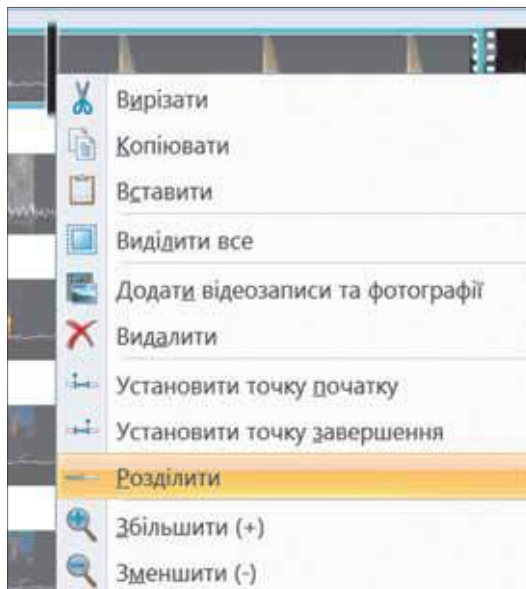 Вирізати
Копіювати
Вставити
Виділити все
Додати відеозаписи та фотографії
Видалити
Установити точку початку
Установити точку завершення
Розділити
Збільшити (+)
Зменшити (-)